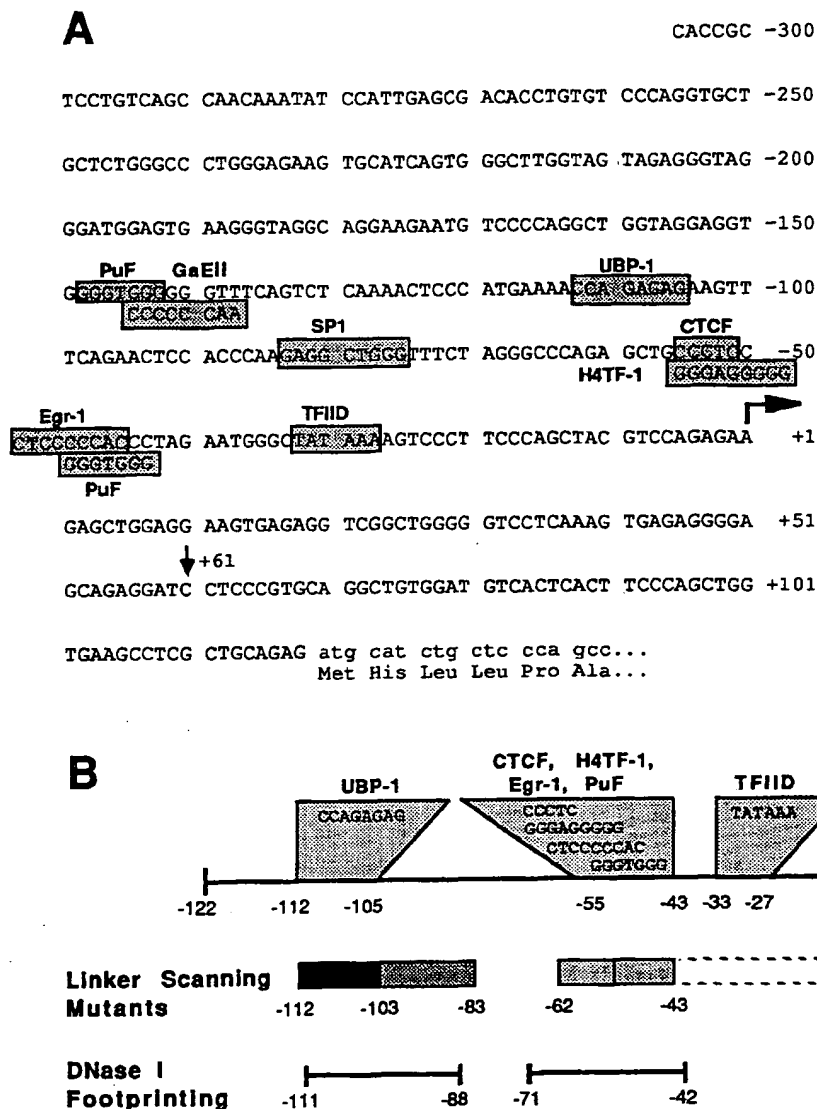 A
CACCGC -300
TCCTGTCAGC CAACAAATAT CCATTGAGCG ACACCTGTGT CCCAGGTGCT -250
GCTCTGGGCC CTGGGAGAAG TGCATCAGTG GGCTTGGTAG TAGAGGGTAG -200
GGATGGAGTG AAGGGTAGGC AGGAAGAATG TCCCCAGGCT GGTAGGAGGT -150
PuF GaEII UBP-1
GGGGTGGGGG GTTTCAGTCT CAAAACTCCC ATGAAAACCA GAGAGAAGTT -100
CCCCC CAA
SP1 CTCF
TCAGAACTCC ACCCAAGAGG CTGGGTTTCT AGGGCCCAGA GCTGCCCTCC -50
H4TF-1 GGGAGGGGG
Egr-1 TFIID
CTCCCCCACCCTAG AATGGGCTAT AAAAGTCCCT TCCCAGCTAC GTCCAGAGAA +1
GGGTGGG
PuF
GAGCTGGAGG AAGTGAGAGG TCGGCTGGGG GTCCTCAAAG TGAGAGGGGA +51
+61
GCAGAGGATC CTCCCGTGCA GGCTGTGGAT GTCACTCACT TCCCAGCTGG +101
TGAAGCCTCG CTGCAGAG atg cat ctg ctc cca gcc...
Met His Leu Leu Pro Ala...
B
UBP-1 CTCF, H4TF-1, Egr-1, PuF TFIID
CCAGAGAG CCCTC TATAAA
GGGAGGGGG
CTCCCCCAC
GGGTGGG
-122 -112 -105 -55 -43 -33 -27
Linker Scanning
Mutants -112 -103 -83 -62 -43
DNase I
Footprinting -111 -88 -71 -42